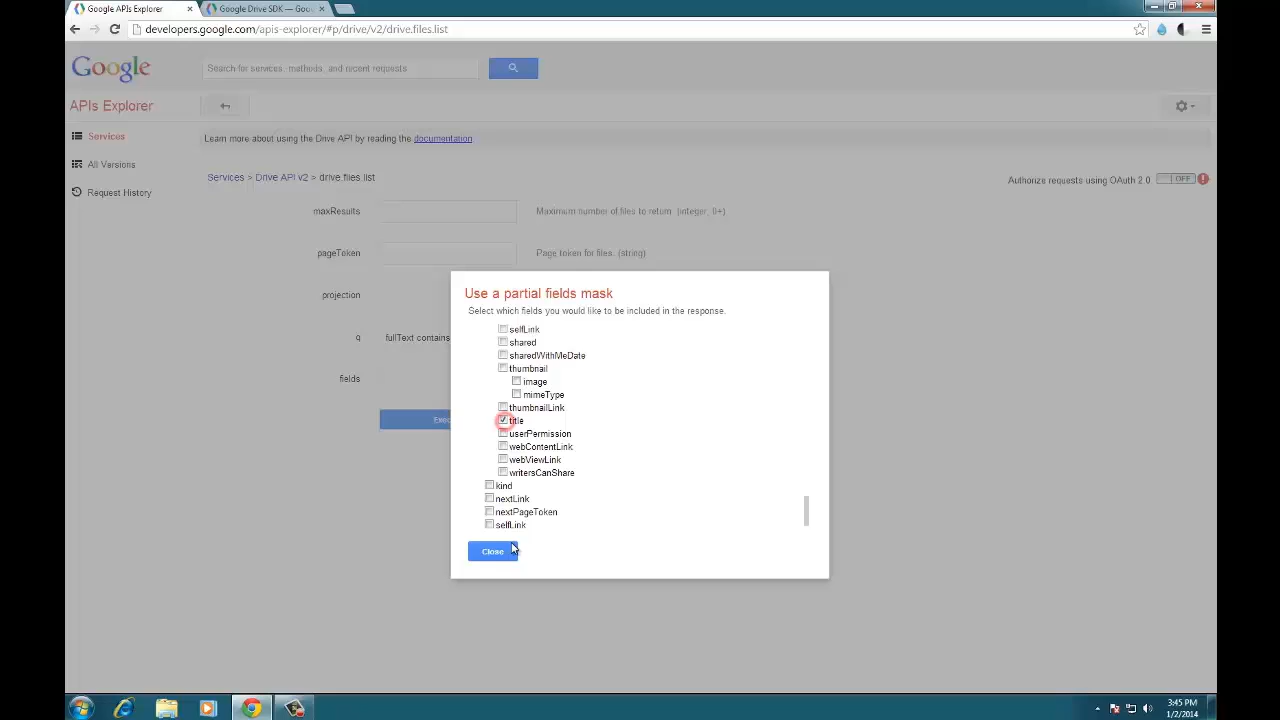 Google APIs Explorer
Google Drive SDK — Goo
developers.google.com/apis-explorer/#p/drive/v2/drive.files.list
Google
Search for services, methods, and recent requests
APIs Explorer
Services
All Versions
Request History
Learn more about using the Drive API by reading the documentation.
Services > Drive API v2 > drive.files.list
Authorize requests using OAuth 2.0 OFF
maxResults Maximum number of files to return. (integer, 0+)
pageToken Page token for files. (string)
projection
q fullText contains
fields
Exec
Use a partial fields mask
Select which fields you would like to be included in the response.
selfLink
shared
sharedWithMeDate
thumbnail
image
mimeType
thumbnailLink
title
userPermission
webContentLink
webViewLink
writersCanShare
kind
nextLink
nextPageToken
selfLink
Close
3:45 PM
1/2/2014